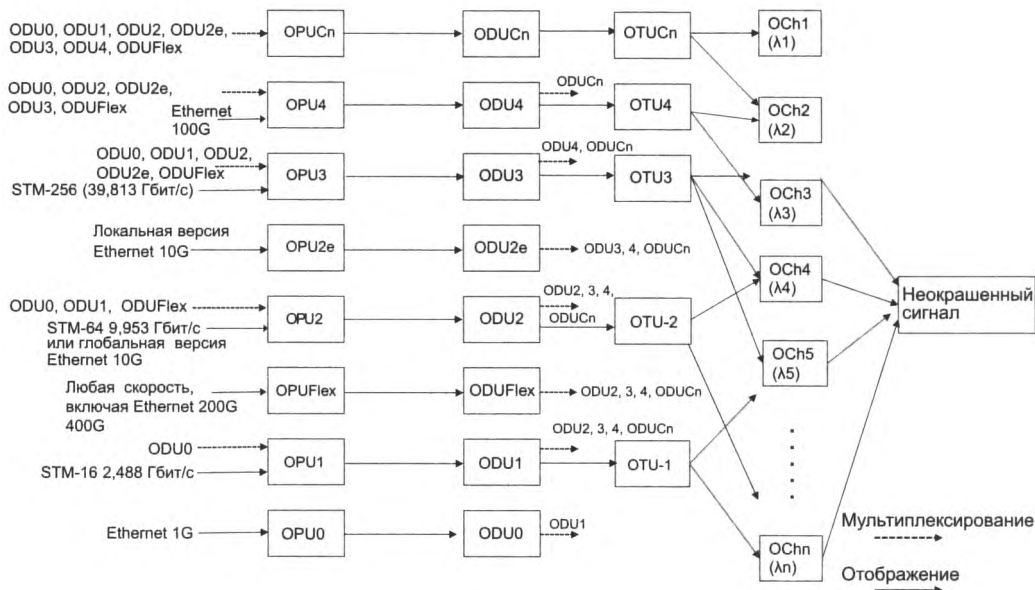 ODU0, ODU1, ODU2, ODU2e,
ODU3, ODU4, ODUFlex
OPUCn
ODUCn
OTUCn
OCh1
(λ1)
ODU0, ODU2, ODU2e,
ODU3, ODUFlex
Ethernet
100G
OPU4
ODU4
ODUCn
OTU4
OCh2
(λ2)
ODU0, ODU1, ODU2,
ODU2e, ODUFlex
STM-256 (39,813 Гбит/с)
OPU3
ODU3
ODU4, ODUCn
OTU3
OCh3
(λ3)
Локальная версия
Ethernet 10G
OPU2e
ODU2e
ODU3, 4, ODUCn
OCh4
(λ4)
ODU0, ODU1, ODUFlex
STM-64 9,953 Гбит/с
или глобальная версия
Ethernet 10G
OPU2
ODU2
ODU2, 3, 4,
ODUCn
OTU-2
Неокрашенный
сигнал
OCh5
(λ5)
Любая скорость,
включая Ethernet 200G
400G
OPUFlex
ODUFlex
ODU2, 3, 4, ODUCn
ODU0
STM-16 2,488 Гбит/с
OPU1
ODU1
ODU2, 3, 4, ODUCn
OTU-1
Ethernet 1G
OPU0
ODU0
ODU1
OChn
(λn)
Мультиплексирование
Отображение